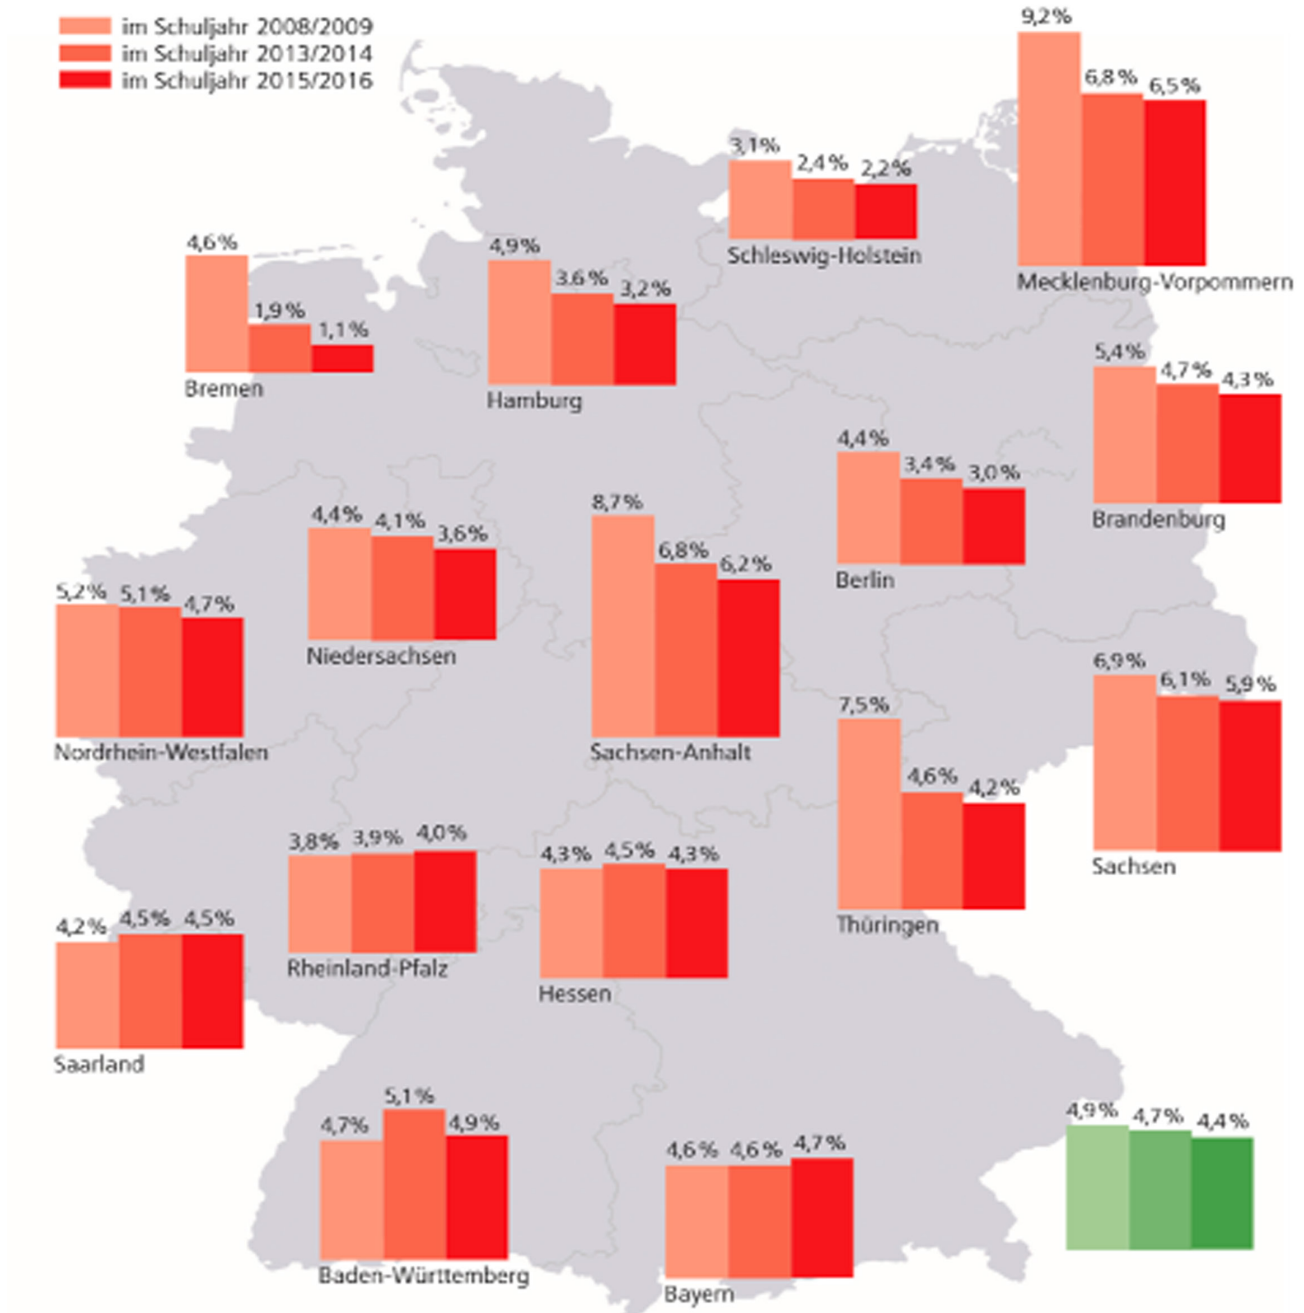 im Schuljahr 2008/2009
im Schuljahr 2013/2014
im Schuljahr 2015/2016
9,2%
6,8%
6,5%
Mecklenburg-Vorpommern
3,1%
2,4%
2,2%
Schleswig-Holstein
4,6%
1,9%
1,1%
Bremen
4,9%
3.6%
3,2%
Hamburg
5,4%
4,7%
4,3%
Brandenburg
4,4%
3,4%
3,0%
Berlin
4,4%
4,1%
3,6%
Niedersachsen
8,7%
6,8%
6,2%
Sachsen-Anhalt
5,2%
5,1%
4,7%
Nordrhein-Westfalen
6,9%
6,1%
5,9%
Sachsen
7,5%
4,6%
4,2%
Thüringen
3,8%
3,9%
4,0%
Rheinland-Pfalz
4,3%
4,5%
4,3%
Hessen
4,2%
4,5%
4,5%
Saarland
4,7%
5,1%
4,9%
Baden-Württemberg
4,6%
4,6%
4,7%
Bayern
4,9%
4,7%
4,4%